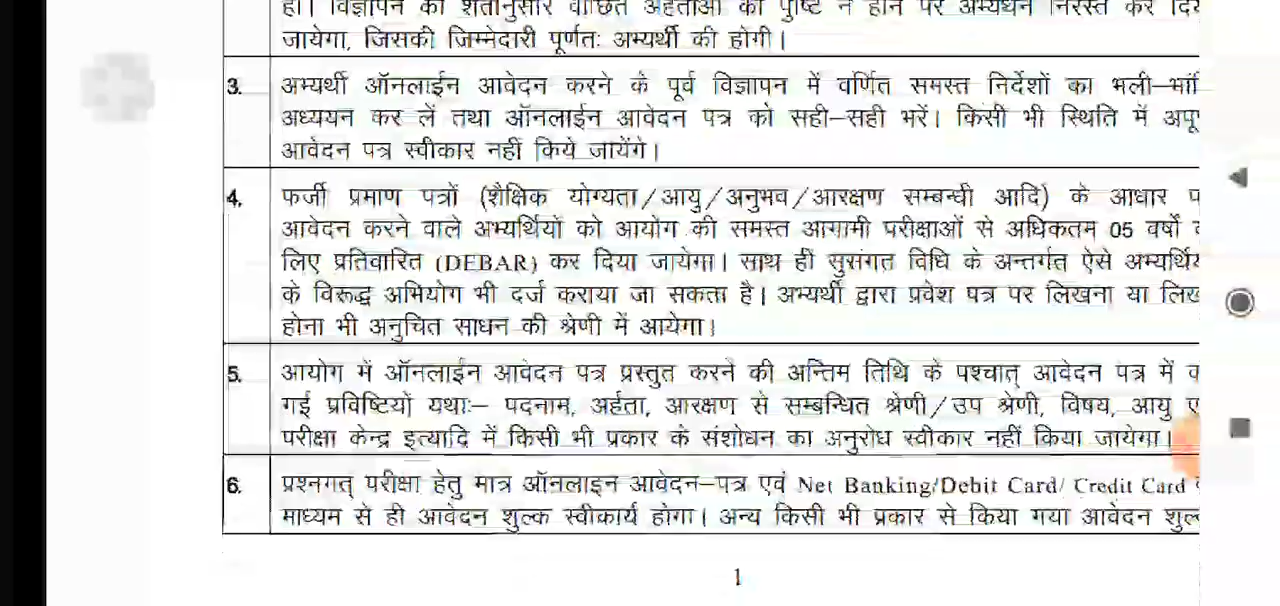 हो। विज्ञापन की शर्तानुसार वांछित अर्हताओं की पुष्टि न होने पर अभ्यर्थन निरस्त कर
जायेगा, जिसकी जिम्मेदारी पूर्णतः अभ्यर्थी की होगी।
3. अभ्यर्थी ऑनलाईन आवेदन करने के पूर्व विज्ञापन में वर्णित समस्त निर्देशों का
अध्ययन कर लें तथा ऑनलाईन आवेदन पत्र को सही–सही भरें। किसी भी स्थिति में
आवेदन पत्र स्वीकार नहीं किये जायेंगे।
4. फर्जी प्रमाण पत्रों (शैक्षिक योग्यता/आयु/अनुभव/आरक्षण सम्बन्धी आदि) के आधार
आवेदन करने वाले अभ्यर्थियों को आयोग की समस्त आगामी परीक्षाओं से अधिकतम 05 वर्षों
लिए प्रतिवारित (DEBAR) कर दिया जायेगा। साथ ही सुसंगत विधि के अन्तर्गत ऐसे
के विरूद्ध अभियोग भी दर्ज कराया जा सकता है। अभ्यर्थी द्वारा प्रवेश पत्र पर लिखना या
होना भी अनुचित साधन की श्रेणी में आयेगा।
5. आयोग में ऑनलाईन आवेदन पत्र प्रस्तुत करने की अन्तिम तिथि के पश्चात् आवेदन पत्र में
गई प्रविष्टियों यथाः– पदनाम, अर्हता, आरक्षण से सम्बन्धित श्रेणी/उप श्रेणी, विषय, आयु
परीक्षा केन्द्र इत्यादि में किसी भी प्रकार के संशोधन का अनुरोध स्वीकार नहीं किया जायेगा।
6. प्रश्नगत् परीक्षा हेतु मात्र ऑनलाइन आवेदन–पत्र एवं Net Banking/Debit Card/ Credit Card
माध्यम से ही आवेदन शुल्क स्वीकार्य होगा। अन्य किसी भी प्रकार से किया गया आवेदन
1